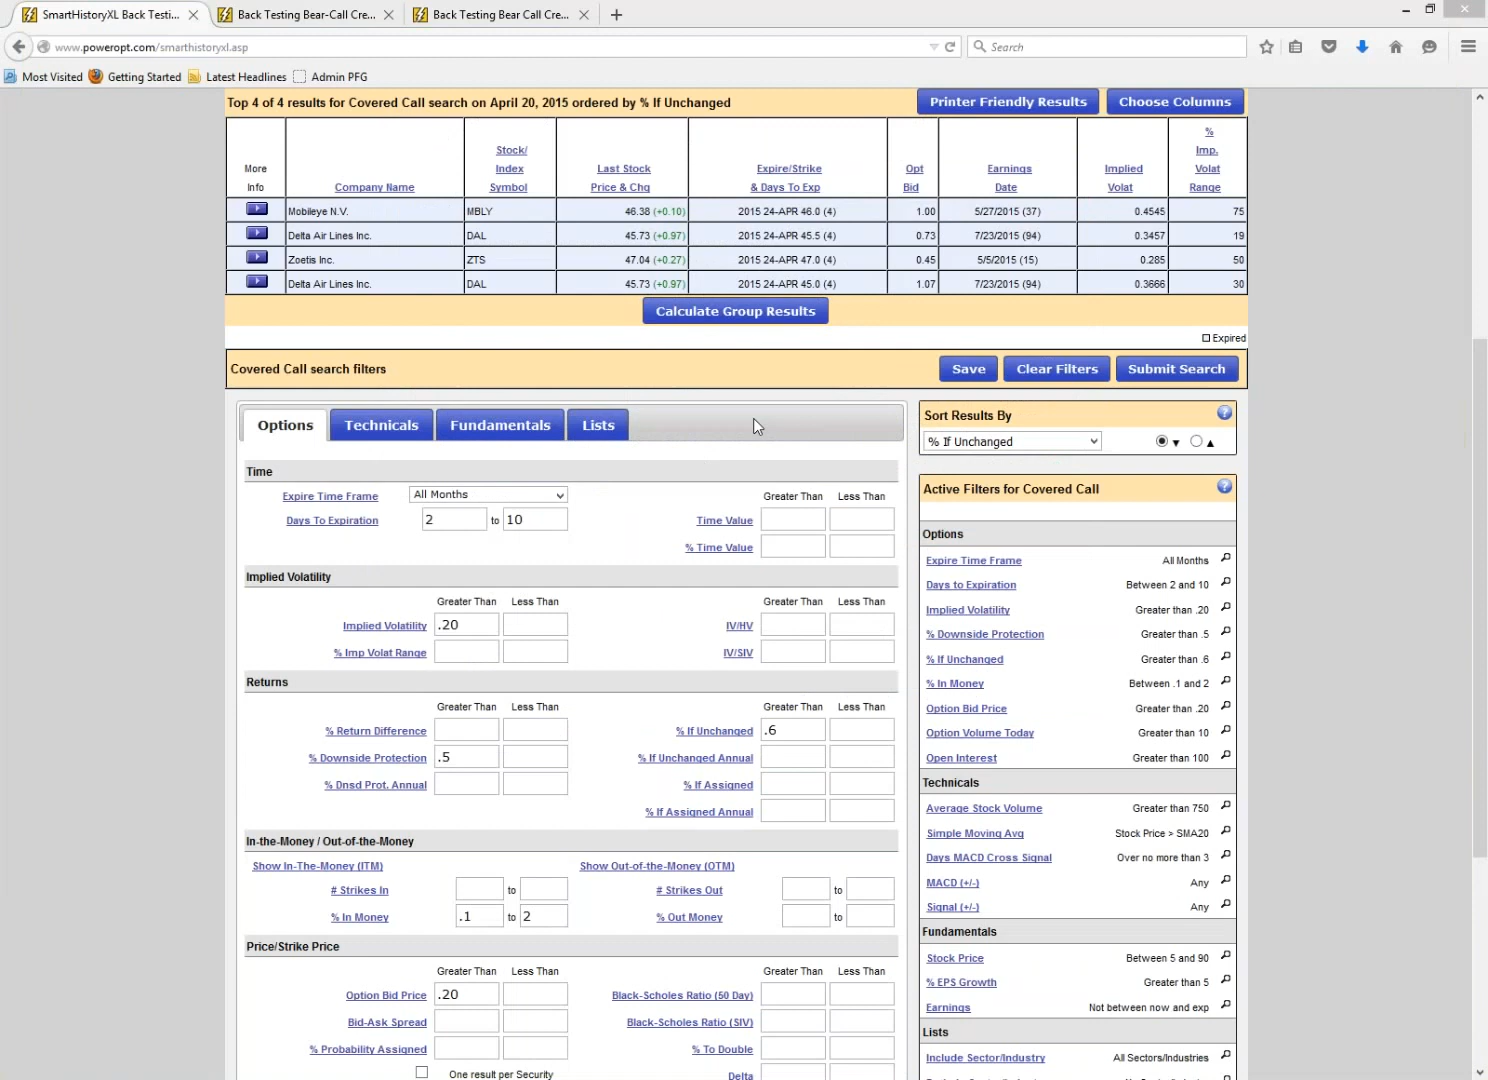 SmartHistoryXL Back Testi...
Back Testing Bear-Call Cre...
Back Testing Bear Call Cre...
www.poweropt.com/smarthistoryxl.asp
Search
Most Visited Getting Started Latest Headlines Admin PFG
Top 4 of 4 results for Covered Call search on April 20, 2015 ordered by % If Unchanged
Printer Friendly Results Choose Columns
More Info Company Name Stock/ Index Symbol Last Stock Price & Chg Expire/Strike & Days To Exp Opt Bid Earnings Date Implied Volat % Imp. Volat Range
Mobileye N.V. MBLY 46.38 (+0.10) 2015 24-APR 46.0 (4) 1.00 5/27/2015 (37) 0.4545 75
Delta Air Lines Inc. DAL 45.73 (+0.97) 2015 24-APR 45.5 (4) 0.73 7/23/2015 (94) 0.3457 19
Zoetis Inc. ZTS 47.04 (+0.27) 2015 24-APR 47.0 (4) 0.45 5/5/2015 (15) 0.285 50
Delta Air Lines Inc. DAL 45.73 (+0.97) 2015 24-APR 45.0 (4) 1.07 7/23/2015 (94) 0.3666 30
Calculate Group Results
Expired
Covered Call search filters
Save Clear Filters Submit Search
Options Technicals Fundamentals Lists
Time
Expire Time Frame All Months Greater Than Less Than
Days To Expiration 2 to 10 Time Value
% Time Value
Implied Volatility
Greater Than Less Than Greater Than Less Than
Implied Volatility .20 IV/HV
% Imp Volat Range IV/SIV
Returns
Greater Than Less Than Greater Than Less Than
% Return Difference % If Unchanged .6
% Downside Protection .5 % If Unchanged Annual
% Dnsd Prot. Annual % If Assigned
% If Assigned Annual
In-the-Money / Out-of-the-Money
Show In-The-Money (ITM) Show Out-of-the-Money (OTM)
# Strikes In to # Strikes Out to
% In Money .1 to 2 % Out Money to
Price/Strike Price
Greater Than Less Than Greater Than Less Than
Option Bid Price .20 Black-Scholes Ratio (50 Day)
Bid-Ask Spread Black-Scholes Ratio (SIV)
% Probability Assigned % To Double
One result per Security Delta
Sort Results By
% If Unchanged
Active Filters for Covered Call
Options
Expire Time Frame All Months
Days to Expiration Between 2 and 10
Implied Volatility Greater than .20
% Downside Protection Greater than .5
% If Unchanged Greater than .6
% In Money Between .1 and 2
Option Bid Price Greater than .20
Option Volume Today Greater than 10
Open Interest Greater than 100
Technicals
Average Stock Volume Greater than 750
Simple Moving Avg Stock Price > SMA20
Days MACD Cross Signal Over no more than 3
MACD (+/-) Any
Signal (+/-) Any
Fundamentals
Stock Price Between 5 and 90
% EPS Growth Greater than 5
Earnings Not between now and exp
Lists
Include Sector/Industry All Sectors/Industries